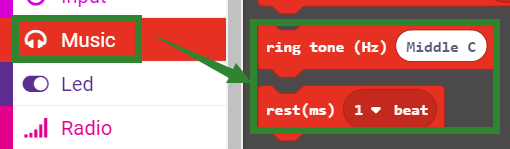 Input
Music
Led
Radio
ring tone (Hz) Middle C
rest(ms) 1 beat